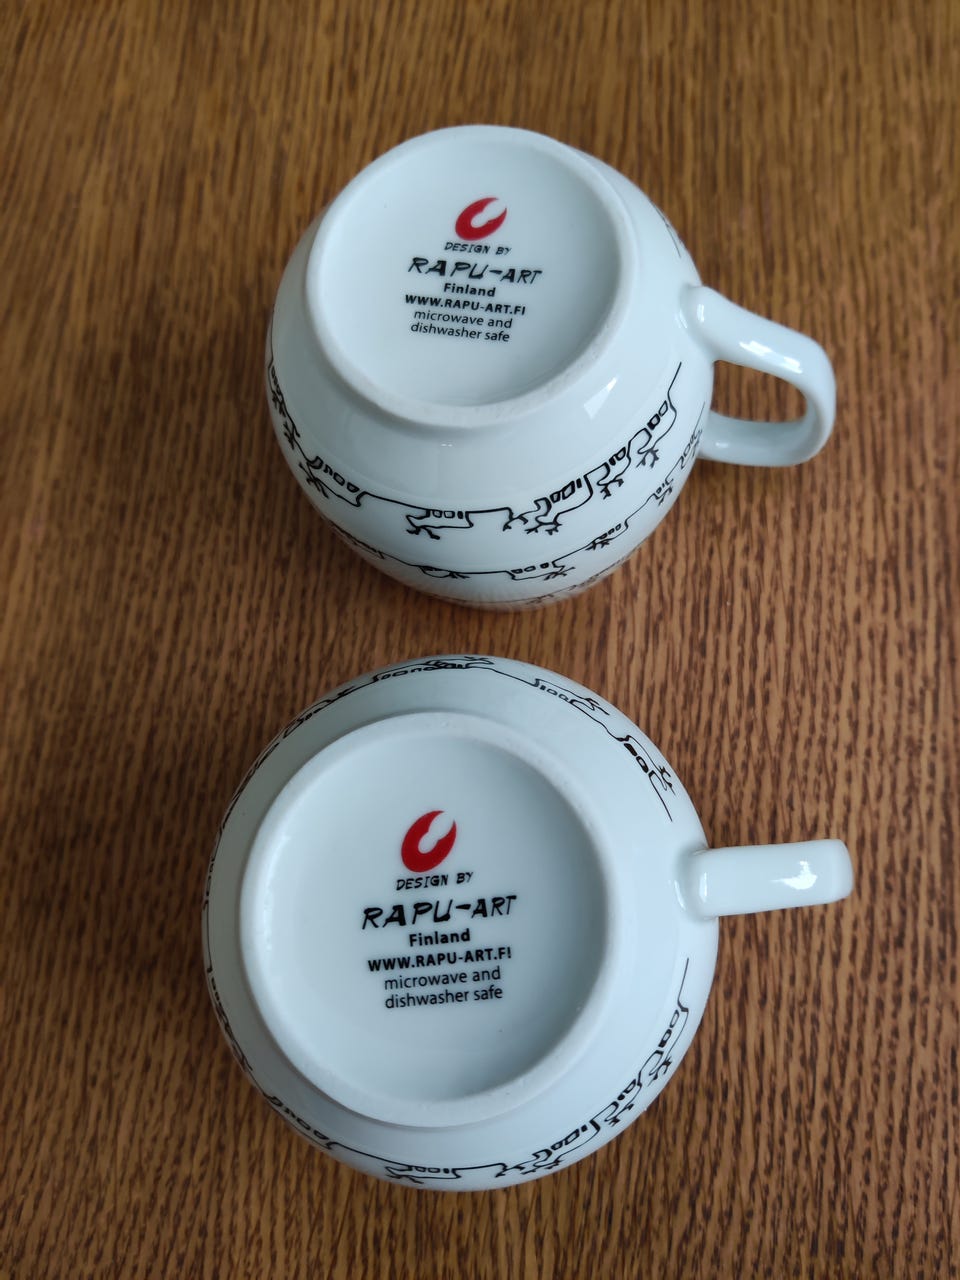 DESIGN BY
RAPU-ART
Finland
WWW.RAPU-ART.FI
microwave and
dishwasher safe
DESIGN BY
RAPU-ART
Finland
WWW.RAPU-ART.FI
microwave and
dishwasher safe